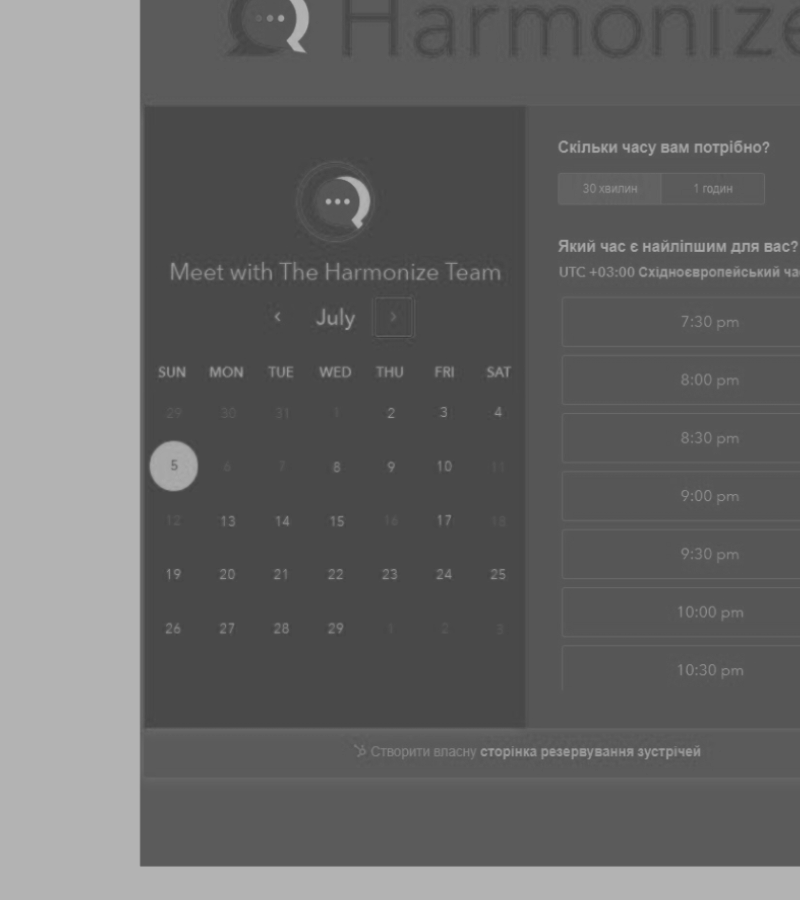 Harmonize
Meet with The Harmonize Team
‹ July ›
SUN MON TUE WED THU FRI SAT
29 30 31 1 2 3 4
5 6 7 8 9 10 11
12 13 14 15 16 17 18
19 20 21 22 23 24 25
26 27 28 29 1 2 3
Скільки часу вам потрібно?
30 хвилин 1 годин
Який час є найліпшим для вас?
UTC +03:00 Східноєвропейський ча
7:30 pm
8:00 pm
8:30 pm
9:00 pm
9:30 pm
10:00 pm
10:30 pm
Створити власну сторінка резервування зустрічей